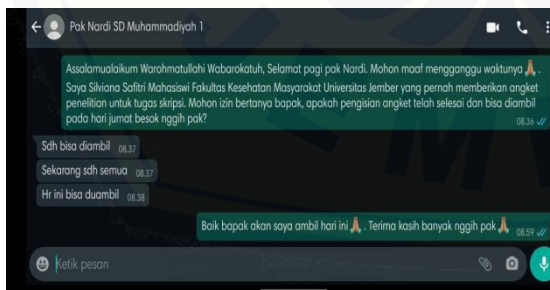 Pak Nardi SD Muhammadiyah 1
Assalamualaikum Warohmatullahi Wabarokatuh, Selamat pagi pak Nardi. Mohon maaf mengganggu waktunya 🙏 .
Saya Silviana Safitri Mahasiswi Fakultas Kesehatan Masyarakat Universitas Jember yang pernah memberikan angket
penelitian untuk tugas skripsi. Mohon izin bertanya bapak, apakah pengisian angket telah selesai dan bisa diambil
pada hari jumat besok nggih pak?
08.36
Sdh bisa diambil 08.37
Sekarang sdh semua 08.37
Hr ini bisa duambil 08.38
Baik bapak akan saya ambil hari ini 🙏 . Terima kasih banyak nggih pak 🙏 08.59
Ketik pesan